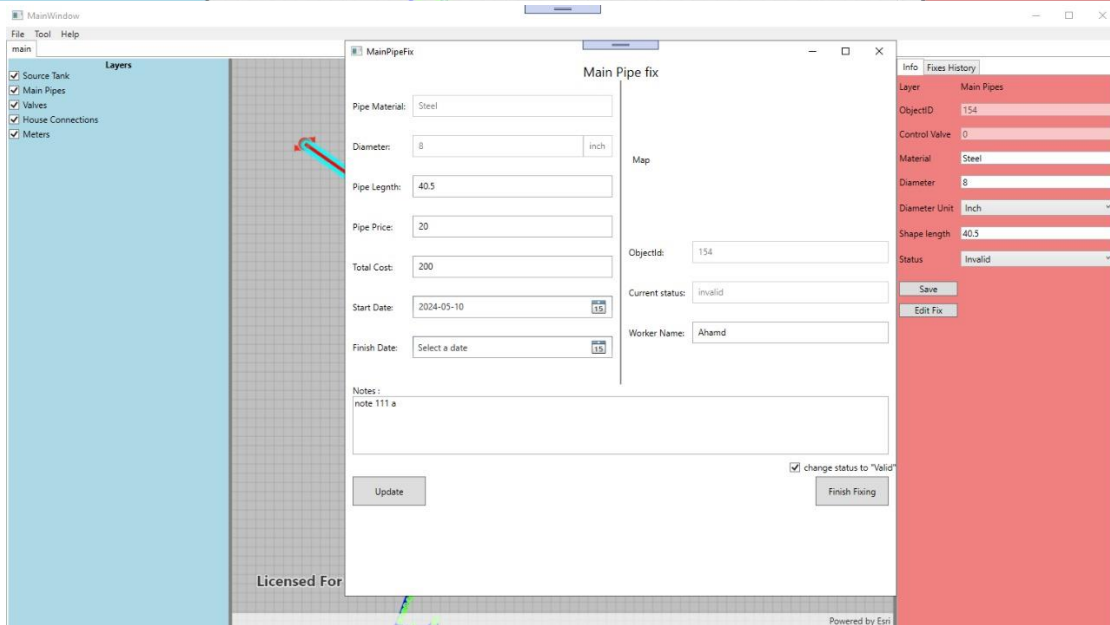 MainWindow
File Tool Help
main
Layers
Source Tank
Main Pipes
Valves
House Connections
Meters
Licensed For
Powered by Esri
MainPipeFix
Main Pipe fix
Pipe Material: Steel
Diameter: 8 inch
Pipe Legnth: 40.5
Pipe Price: 20
Total Cost: 200
Start Date: 2024-05-10 15
Finish Date: Select a date 15
Map
ObjectId: 154
Current status: invalid
Worker Name: Ahamd
Notes :
note 111 a
change status to "Valid"
Update
Finish Fixing
Info Fixes History
Layer Main Pipes
ObjectID 154
Control Valve 0
Material Steel
Diameter 8
Diameter Unit Inch
Shape length 40.5
Status Invalid
Save
Edit Fix